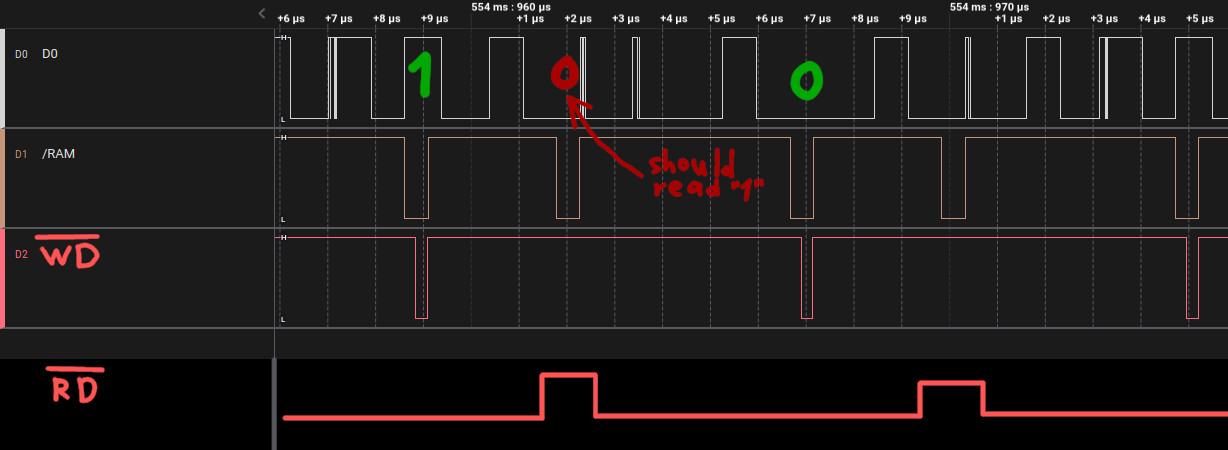 554 ms : 960 µs 554 ms : 970 µs
+6 µs +7 µs +8 µs +9 µs +1 µs +2 µs +3 µs +4 µs +5 µs +6 µs +7 µs +8 µs +9 µs +1 µs +2 µs +3 µs +4 µs +5 µs
H
D0 D0 1 0 0
L
H
D1 /RAM
should
read "1"
L
H
D2 WD
L
RD